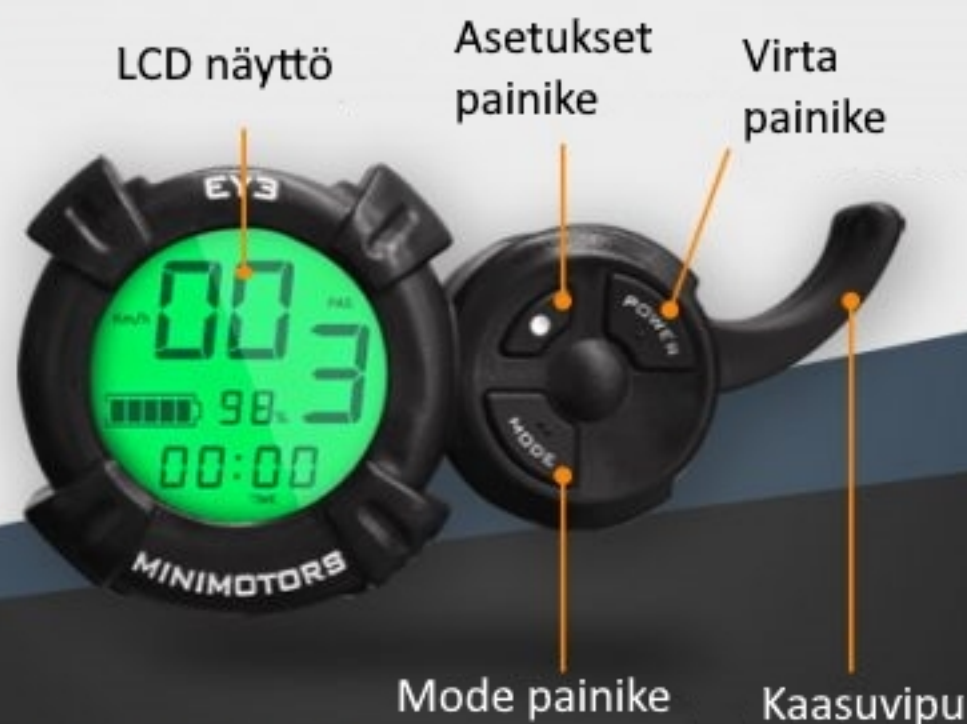 LCD näyttö
Asetukset
painike
Virta
painike
EY3
00
Km/h
PAS
3
98 %
00:00
TIME
MINIMOTORS
POWER
MODE
Mode painike
Kaasuvipu